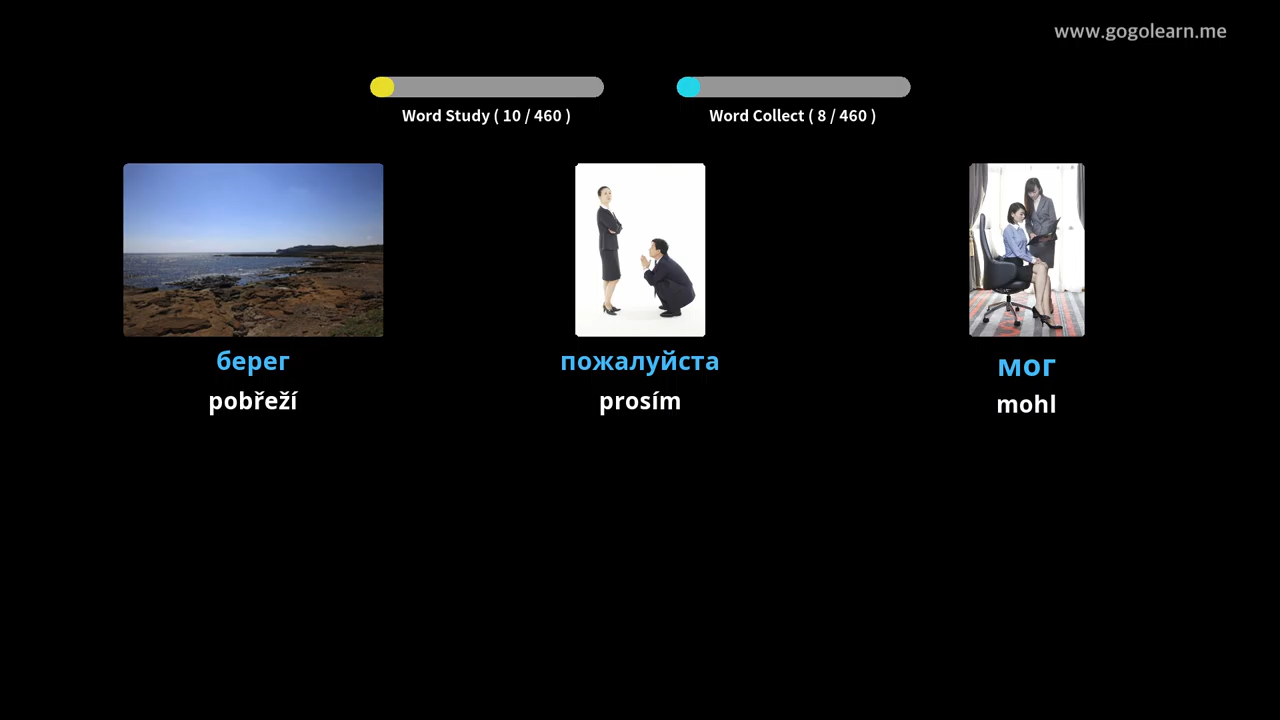 www.gogolearn.me
Word Study ( 10 / 460 )
Word Collect ( 8 / 460 )
берег
pobřeží
пожалуйста
prosím
мог
mohl